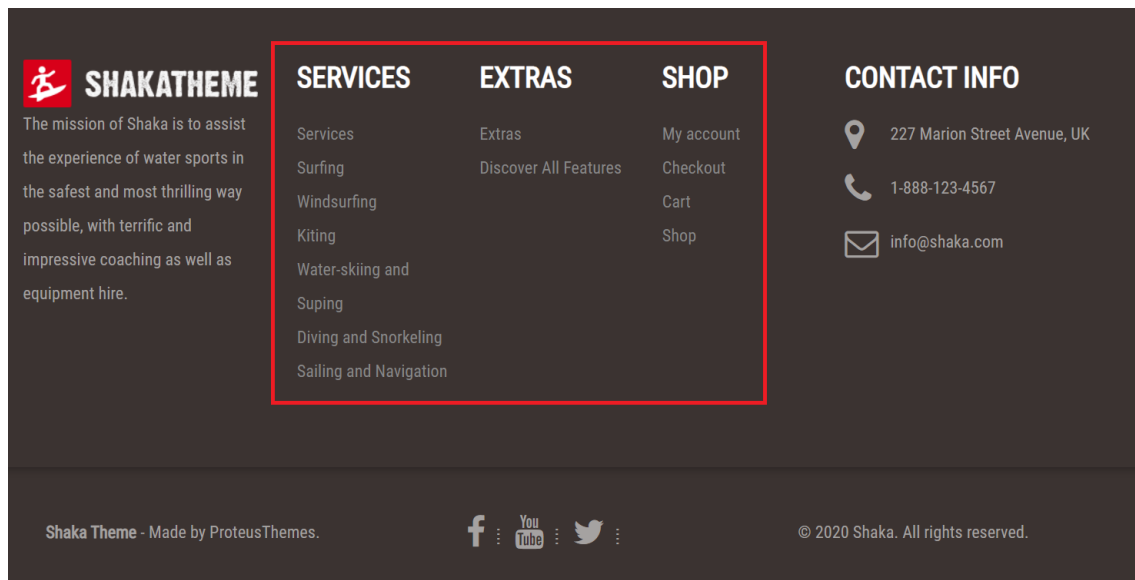 SHAKATHEME
The mission of Shaka is to assist
the experience of water sports in
the safest and most thrilling way
possible, with terrific and
impressive coaching as well as
equipment hire.
SERVICES
Services
Surfing
Windsurfing
Kiting
Water-skiing and
Suping
Diving and Snorkeling
Sailing and Navigation
EXTRAS
Extras
Discover All Features
SHOP
My account
Checkout
Cart
Shop
CONTACT INFO
227 Marion Street Avenue, UK
1-888-123-4567
info@shaka.com
Shaka Theme - Made by ProteusThemes.
You
Tube
© 2020 Shaka. All rights reserved.